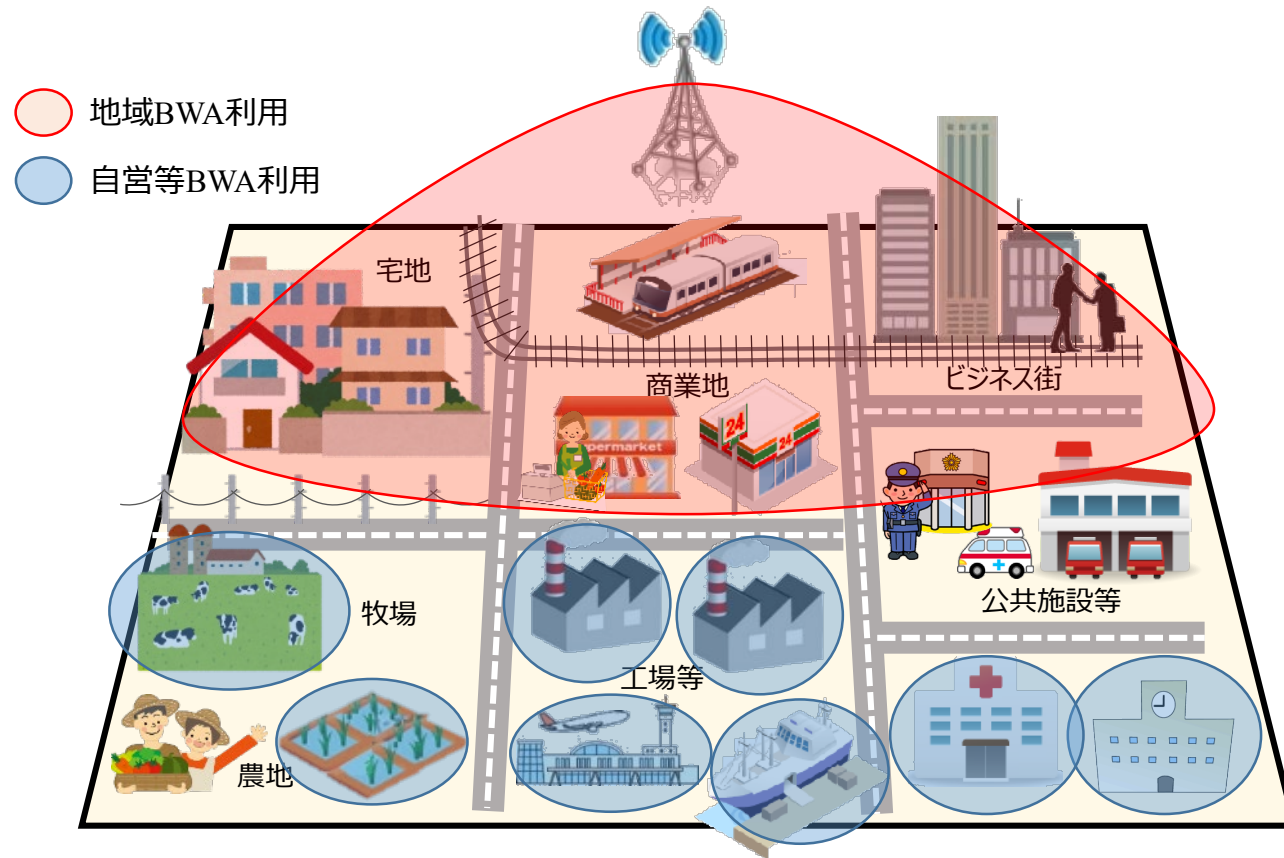 地域BWA利用
自営等BWA利用
宅地
商業地
ビジネス街
24
24
permarket
公共施設等
牧場
工場等
農地